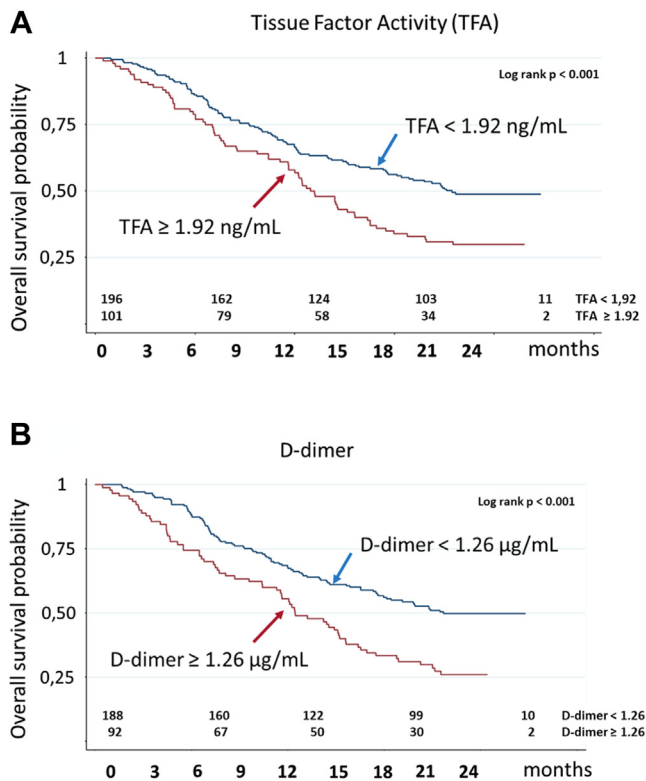 A
Tissue Factor Activity (TFA)
Overall survival probability
1
0,75
0,50
0,25
Log rank p < 0.001
TFA < 1.92 ng/mL
TFA ≥ 1.92 ng/mL
196 162 124 103 11 TFA < 1,92
101 79 58 34 2 TFA ≥ 1.92
0 3 6 9 12 15 18 21 24 months
B
D-dimer
Overall survival probability
1
0,75
0,50
0,25
Log rank p < 0.001
D-dimer < 1.26 µg/mL
D-dimer ≥ 1.26 µg/mL
188 160 122 99 10 D-dimer < 1.26
92 67 50 30 2 D-dimer ≥ 1.26
0 3 6 9 12 15 18 21 24 months